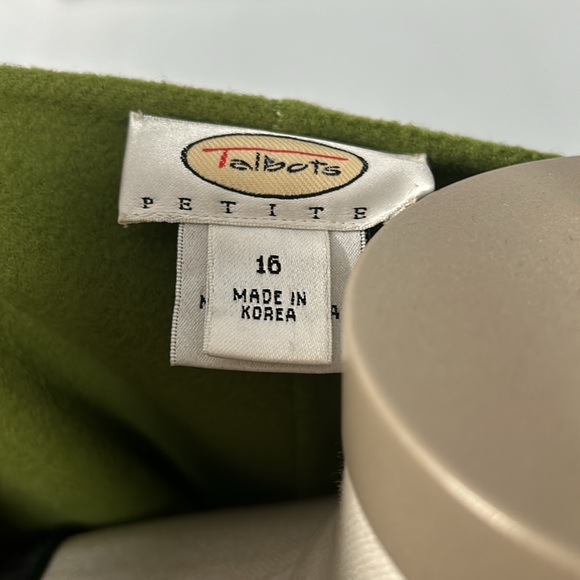 Talbots
PETITE
16
MADE IN
KOREA